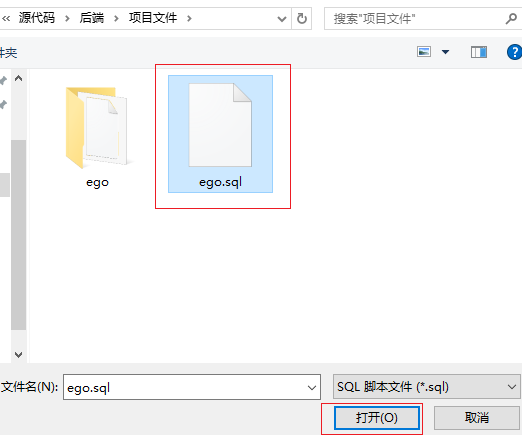 « 源代码 › 后端 › 项目文件 ›
搜索"项目文件"
件夹
?
ego
ego.sql
文件名(N):
ego.sql
SQL 脚本文件 (*.sql)
打开(O)
取消